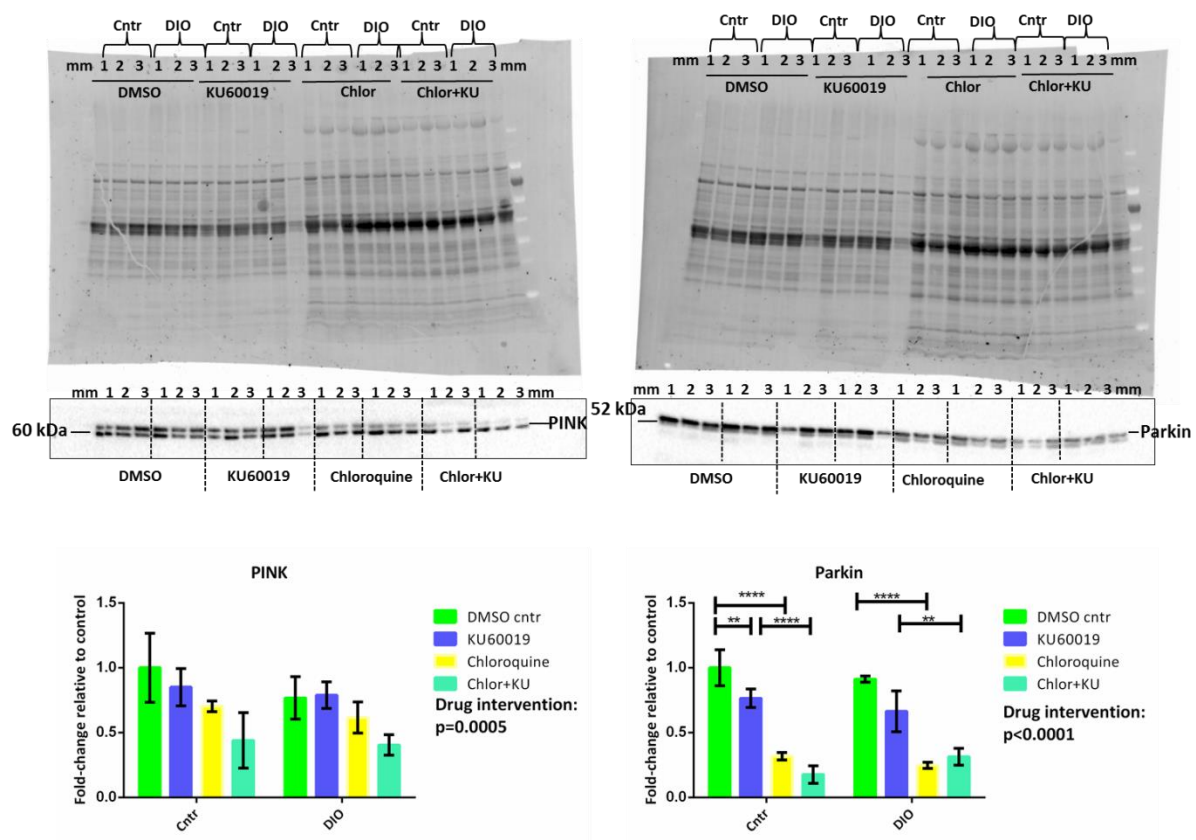 Cntr DIO Cntr DIO Cntr DIO Cntr DIO
mm 1 2 3 1 2 3 1 2 3 1 2 3 1 2 3 1 2 3 1 2 3 1 2 3 mm
DMSO KU60019 Chlor Chlor+KU
mm 1 2 3 1 2 3 1 2 3 1 2 3 1 2 3 1 2 3 1 2 3 1 2 3 mm
60 kDa PINK
DMSO KU60019 Chloroquine Chlor+KU
Cntr DIO Cntr DIO Cntr DIO Cntr DIO
mm 1 2 3 1 2 3 1 2 3 1 2 3 1 2 3 1 2 3 1 2 3 1 2 3 mm
DMSO KU60019 Chlor Chlor+KU
mm 1 2 3 1 2 3 1 2 3 1 2 3 1 2 3 1 2 3 1 2 3 1 2 3 mm
52 kDa Parkin
DMSO KU60019 Chloroquine Chlor+KU
PINK
Fold-change relative to control
1.5
1.0
0.5
0.0
Cntr DIO
DMSO cntr
KU60019
Chloroquine
Chlor+KU
Drug intervention:
p=0.0005
Parkin
Fold-change relative to control
1.5
1.0
0.5
0.0
**** ****
** **** **
Cntr DIO
DMSO cntr
KU60019
Chloroquine
Chlor+KU
Drug intervention:
p<0.0001